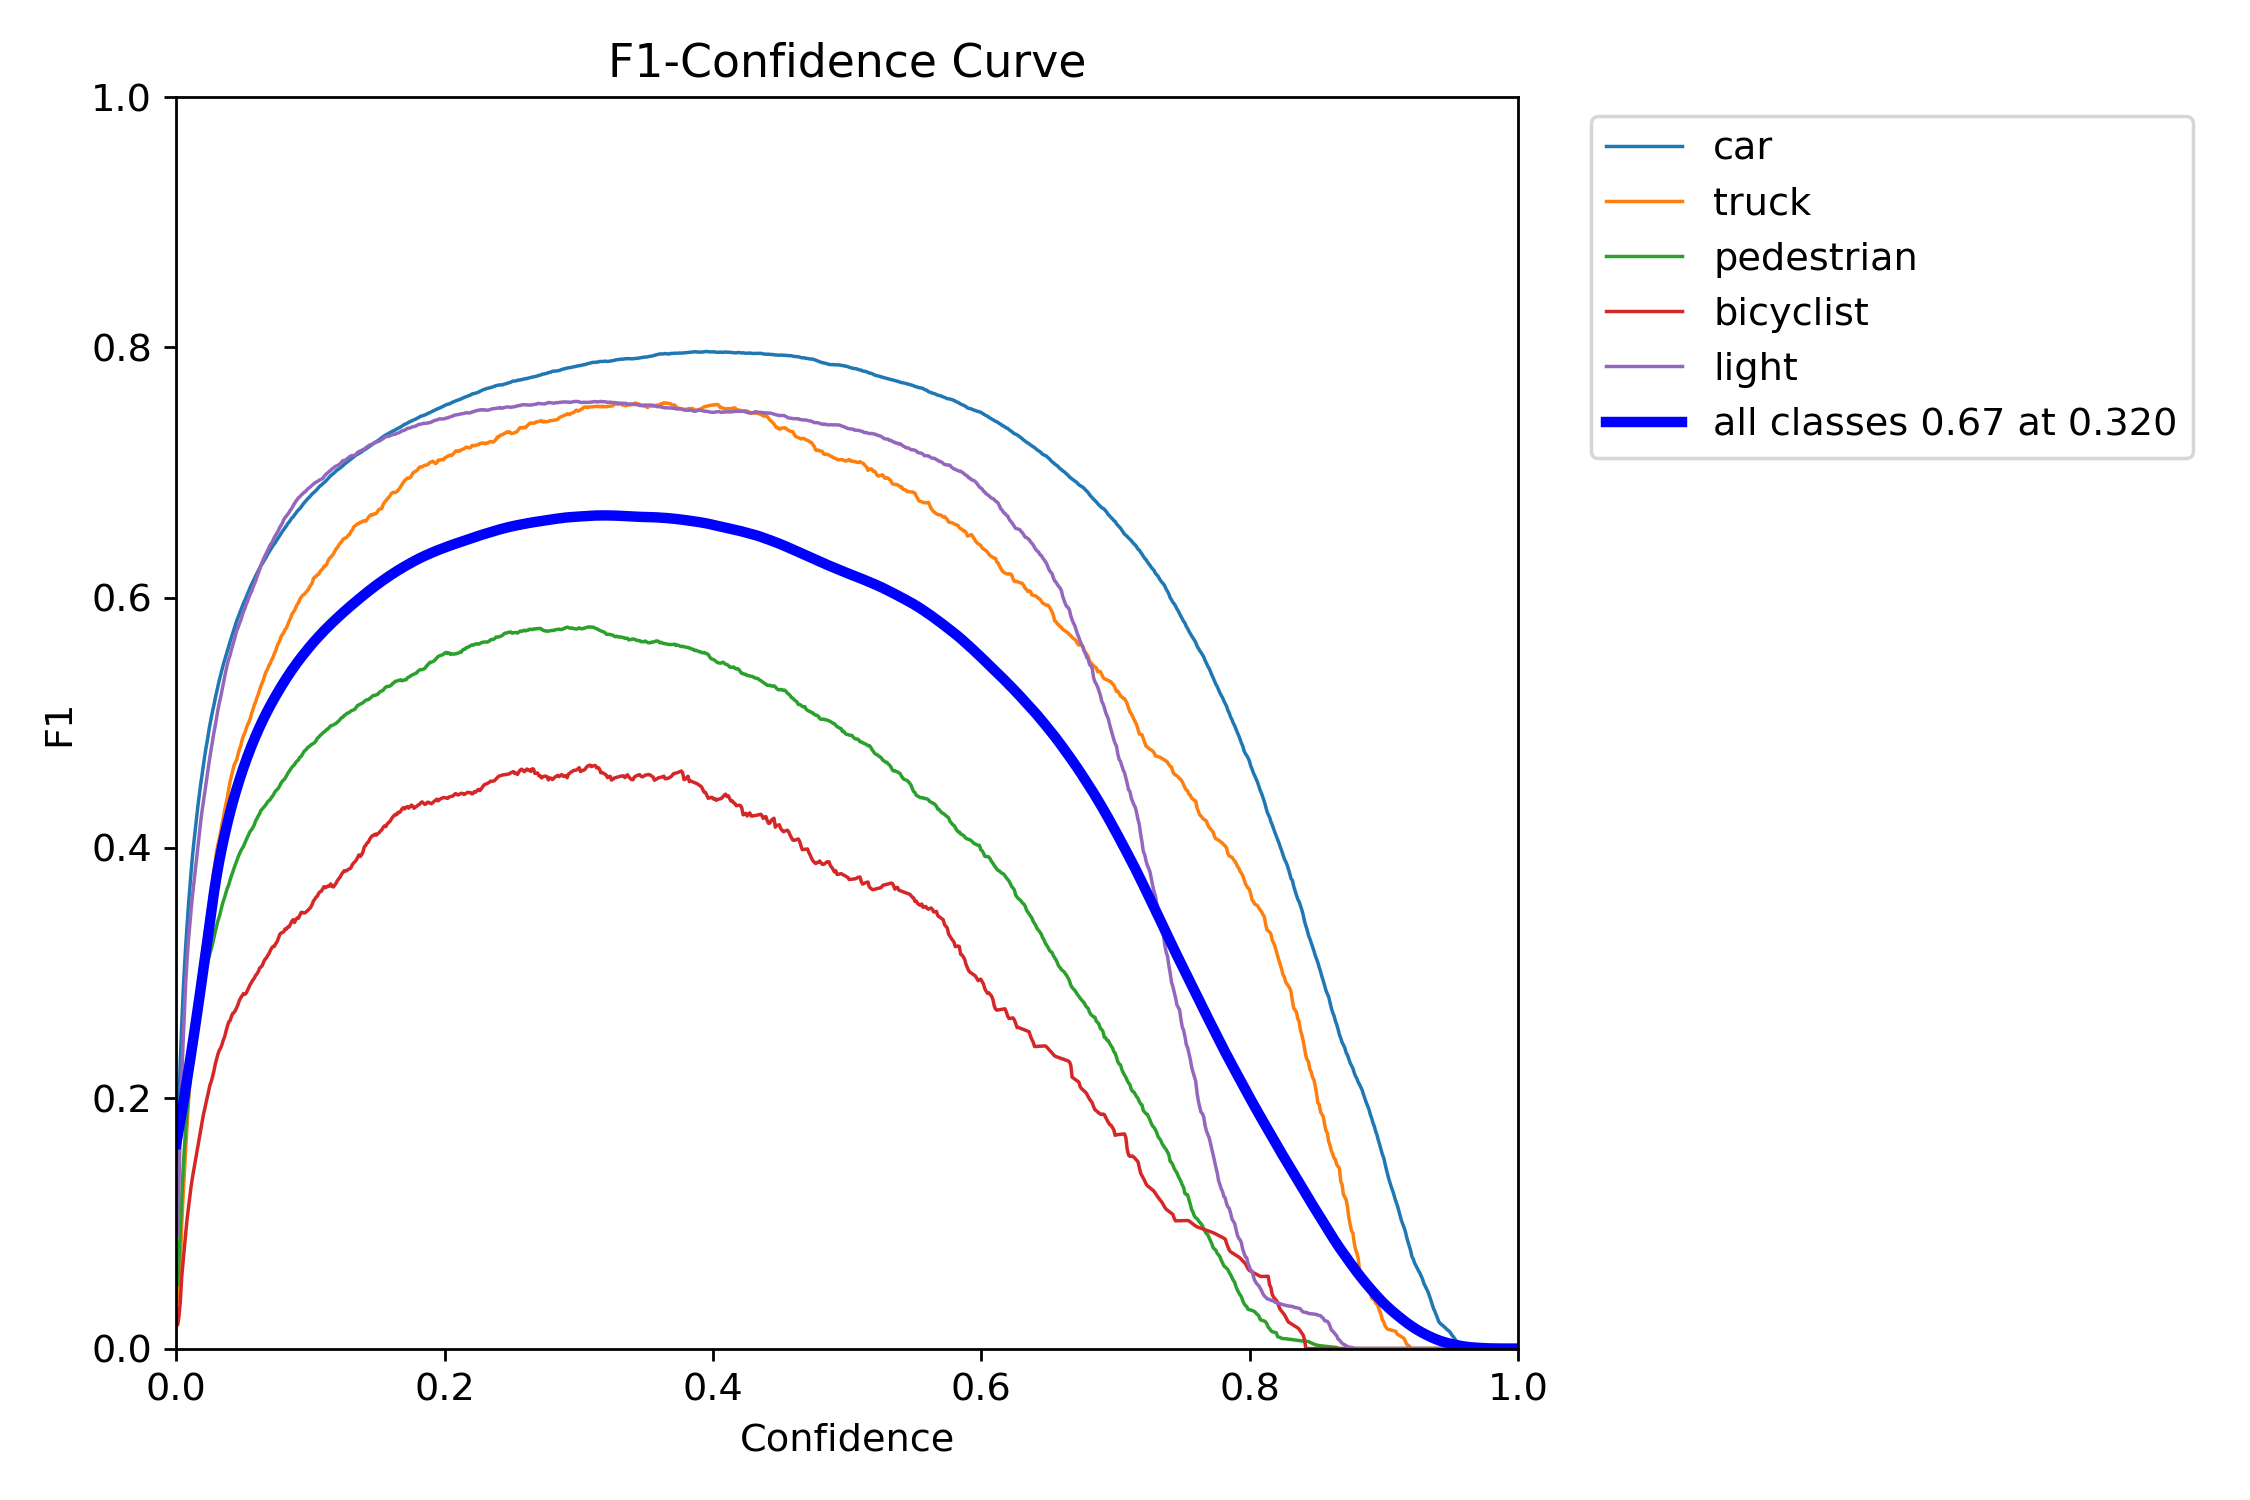 F1-Confidence Curve
1.0
0.8
0.6
0.4
0.2
0.0
F1
0.0 0.2 0.4 0.6 0.8 1.0
Confidence
car
truck
pedestrian
bicyclist
light
all classes 0.67 at 0.320